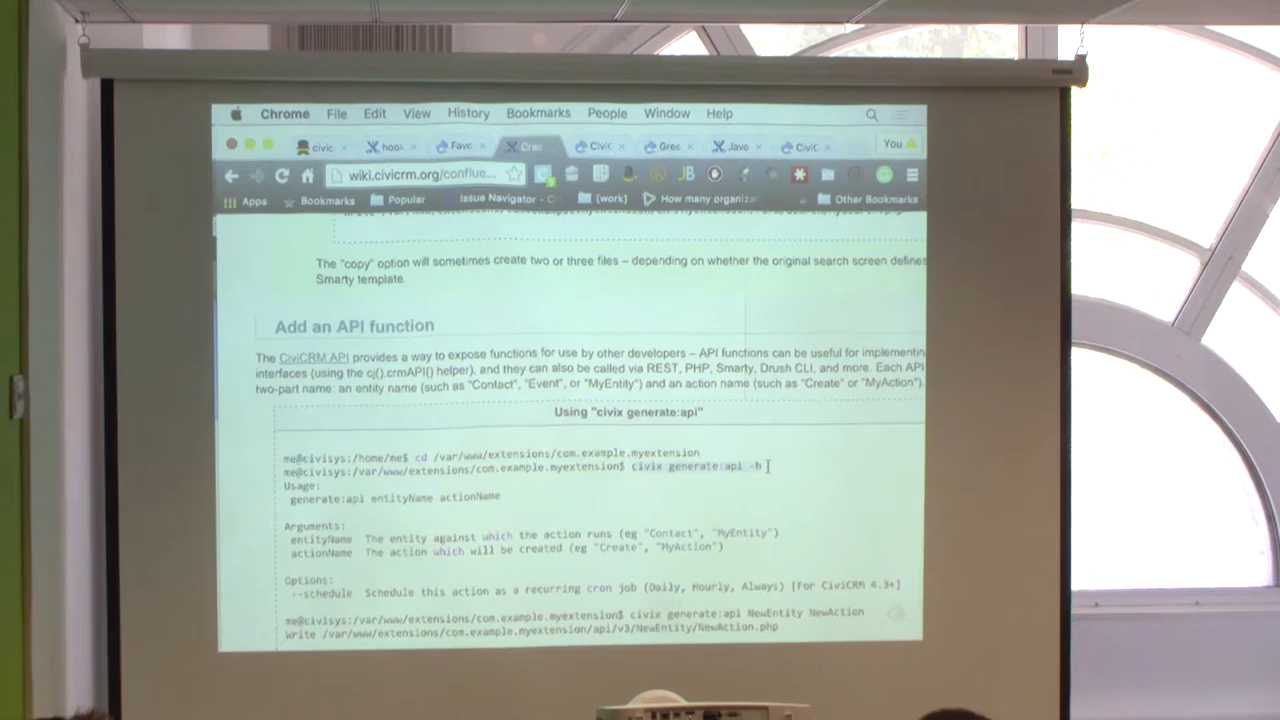 Chrome File Edit View History Bookmarks People Window Help
civic hook Favo Crea CiviC Groc Java CiviC You
wiki.civicrm.org/conflue...
Apps Bookmarks Popular Issue Navigator - C [work] How many organiza Other Bookmarks
The "copy" option will sometimes create two or three files – depending on whether the original search screen defines
Smarty template.
Add an API function
The CiviCRM API provides a way to expose functions for use by other developers – API functions can be useful for implementin
interfaces (using the cj().crmAPI() helper), and they can also be called via REST, PHP, Smarty, Drush CLI, and more. Each API
two-part name: an entity name (such as "Contact", "Event", or "MyEntity") and an action name (such as "Create" or "MyAction").
Using "civix generate:api"
me@civisys:/home/me$ cd /var/www/extensions/com.example.myextension
me@civisys:/var/www/extensions/com.example.myextension$ civix generate:api -h
Usage:
generate:api entityName actionName
Arguments:
entityName The entity against which the action runs (eg "Contact", "MyEntity")
actionName The action which will be created (eg "Create", "MyAction")
Options:
--schedule Schedule this action as a recurring cron job (Daily, Hourly, Always) [For CiviCRM 4.3+]
me@civisys:/var/www/extensions/com.example.myextension$ civix generate:api NewEntity NewAction
Write /var/www/extensions/com.example.myextension/api/v3/NewEntity/NewAction.php